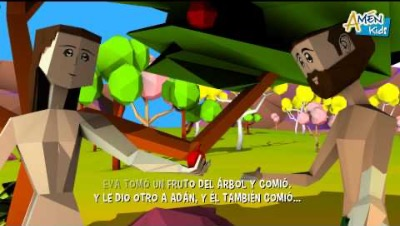 AMÉN
Kids
EVA TOMÓ UN FRUTO DEL ÁRBOL Y COMIÓ.
Y LE DIO OTRO A ADÁN, Y ÉL TAMBIÉN COMIÓ...